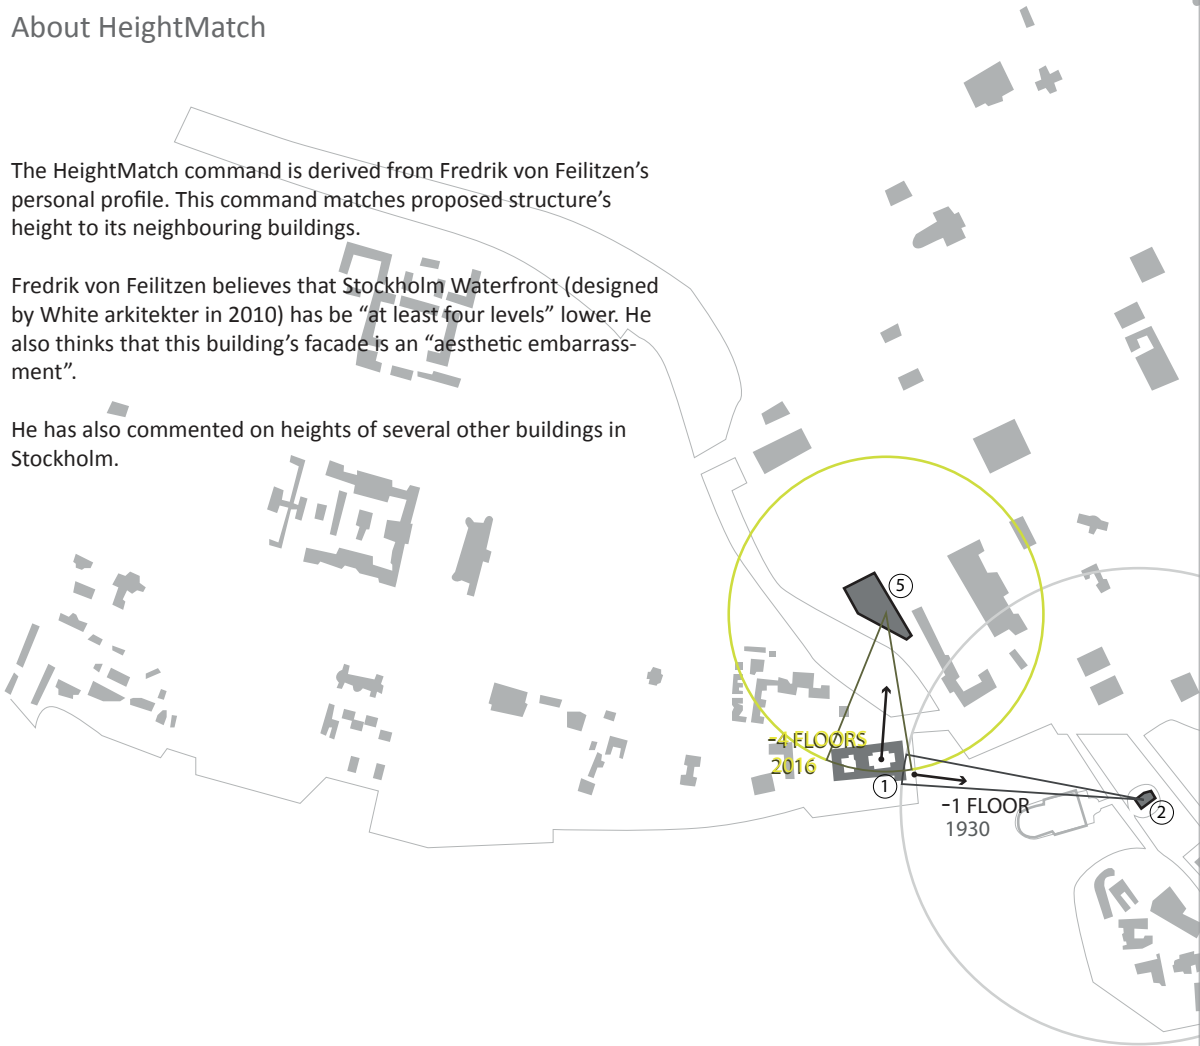 About HeightMatch
The HeightMatch command is derived from Fredrik von Feilitzen’s
personal profile. This command matches proposed structure’s
height to its neighbouring buildings.
Fredrik von Feilitzen believes that Stockholm Waterfront (designed
by White arkitekter in 2010) has be “at least four levels” lower. He
also thinks that this building’s facade is an “aesthetic embarrass-
ment”.
He has also commented on heights of several other buildings in
Stockholm.
5
-4 FLOORS
2016
1
-1 FLOOR
1930
2